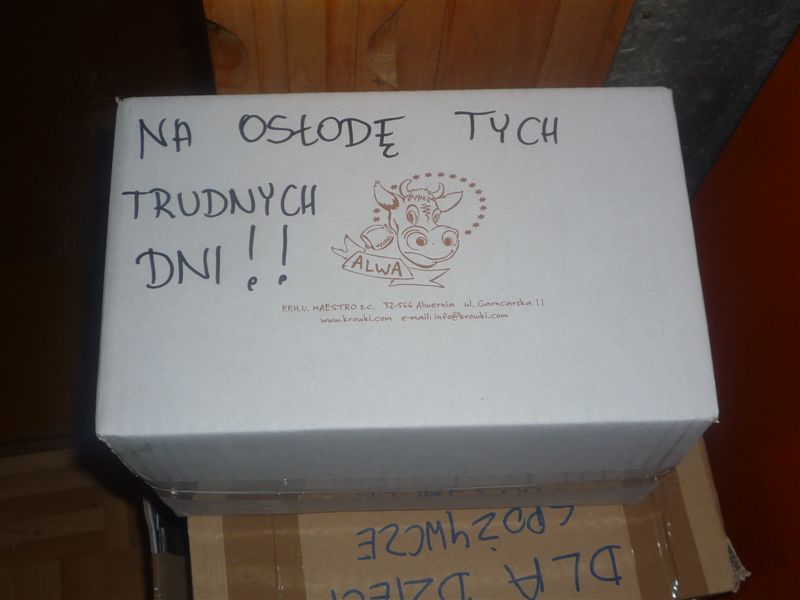 NA OSŁODĘ TYCH
TRUDNYCH
DNI!!
ALWA
P.P.H.U. MAESTRO s.c. 32-566 Alwernia ul. Garncarska 11
www.krowki.com e-mail: info@krowki.com
SPOŻYWCZE
DLA DZIECI